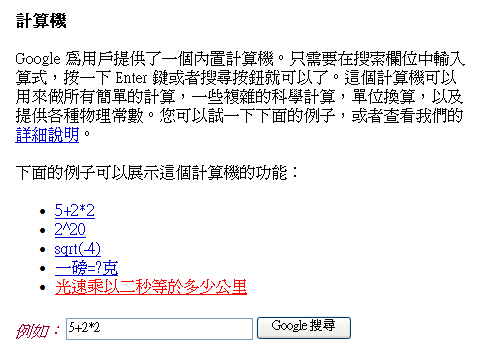 計算機
Google 為用戶提供了一個內置計算機。只需要在搜索欄位中輸入
算式，按一下 Enter 鍵或者搜尋按鈕就可以了。這個計算機可以
用來做所有簡單的計算，一些複雜的科學計算，單位換算，以及
提供各種物理常數。您可以試一下下面的例子，或者查看我們的
詳細說明。
下面的例子可以展示這個計算機的功能：
5+2*2
2^20
sqrt(-4)
一磅=?克
光速乘以二秒等於多少公里
例如： 5+2*2 Google 搜尋